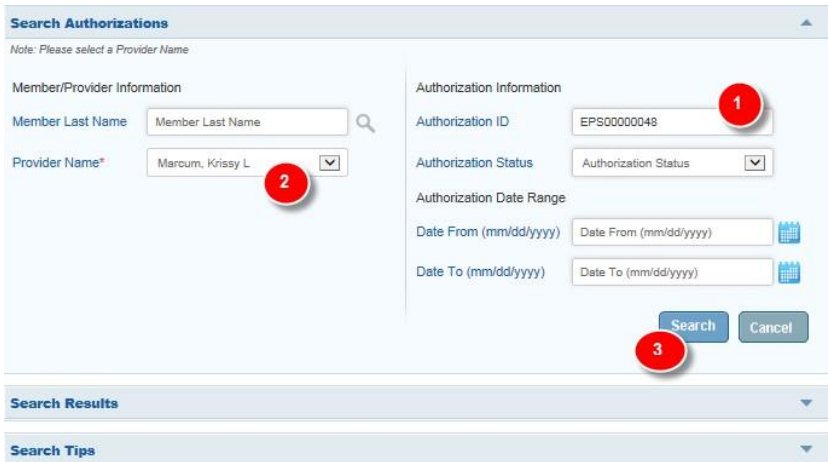 Search Authorizations
Note: Please select a Provider Name
Member/Provider Information
Member Last Name Member Last Name
Provider Name* Marcum, Krissy L
2
Authorization Information
1
Authorization ID EPS00000048
Authorization Status Authorization Status
Authorization Date Range
Date From (mm/dd/yyyy) Date From (mm/dd/yyyy)
Date To (mm/dd/yyyy) Date To (mm/dd/yyyy)
Search Cancel
3
Search Results
Search Tips